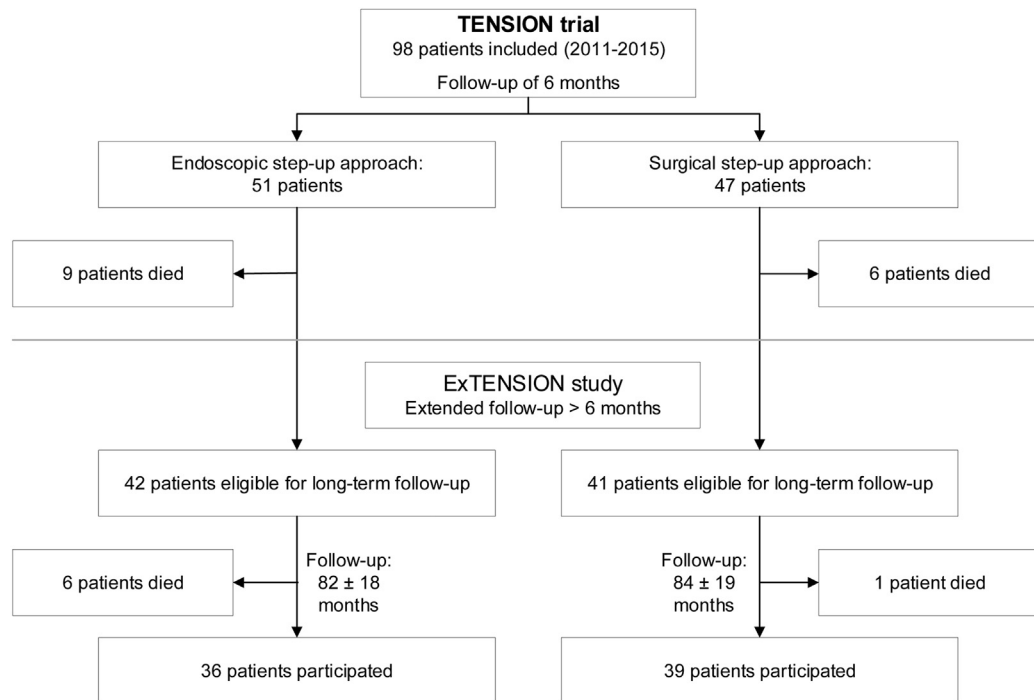 TENSION trial
98 patients included (2011-2015)
Follow-up of 6 months
Endoscopic step-up approach:
51 patients
Surgical step-up approach:
47 patients
9 patients died
6 patients died
ExTENSION study
Extended follow-up > 6 months
42 patients eligible for long-term follow-up
41 patients eligible for long-term follow-up
6 patients died
Follow-up:
82 ± 18
months
Follow-up:
84 ± 19
months
1 patient died
36 patients participated
39 patients participated